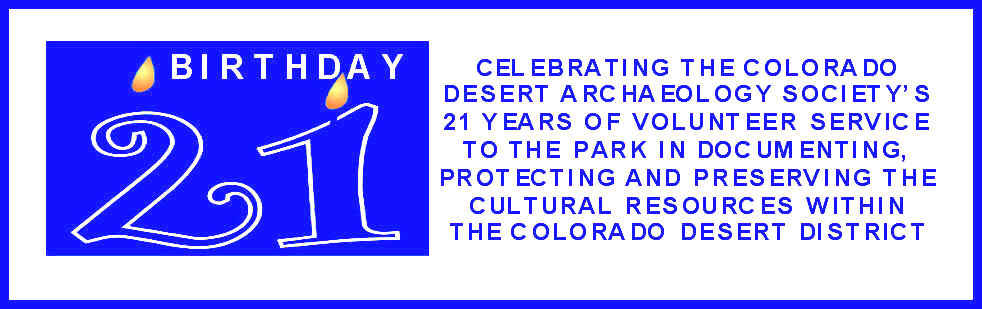 BIRTHDAY
21
CELEBRATING THE COLORADO
DESERT ARCHAEOLOGY SOCIETY'S
21 YEARS OF VOLUNTEER SERVICE
TO THE PARK IN DOCUMENTING,
PROTECTING AND PRESERVING THE
CULTURAL RESOURCES WITHIN
THE COLORADO DESERT DISTRICT